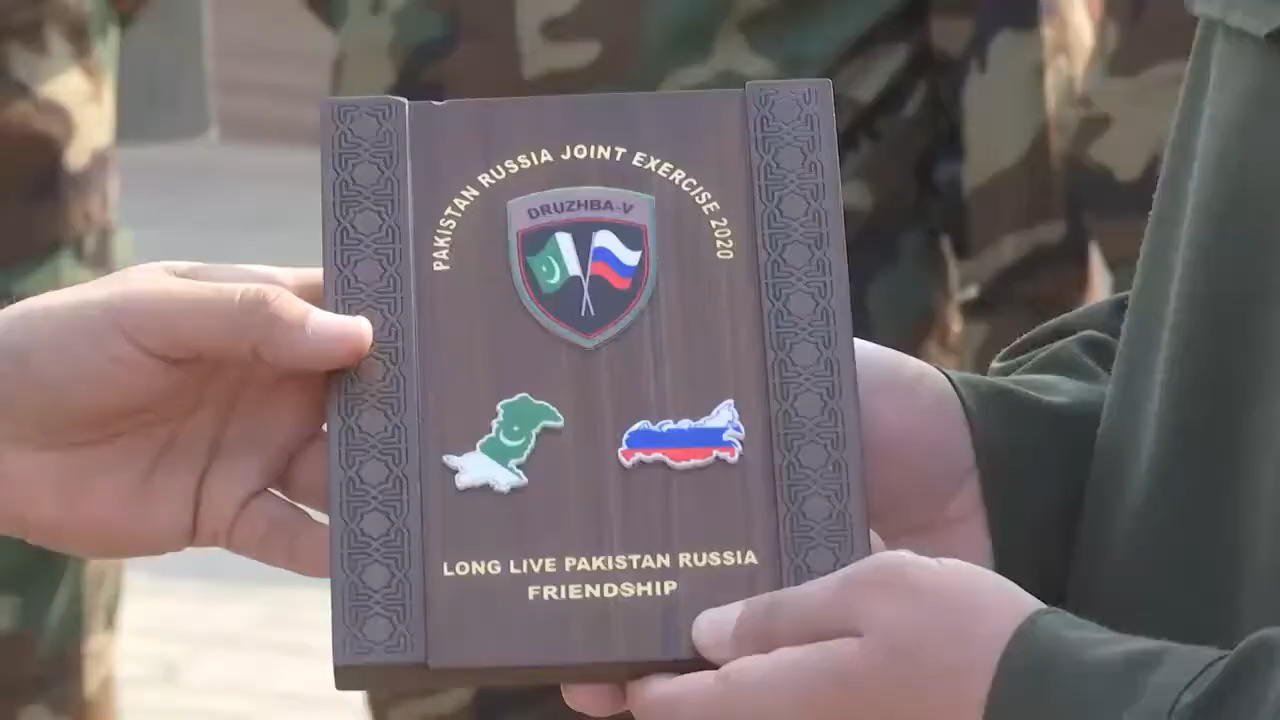 PAKISTAN RUSSIA JOINT EXERCISE 2020
DRUZHBA-V
LONG LIVE PAKISTAN RUSSIA
FRIENDSHIP